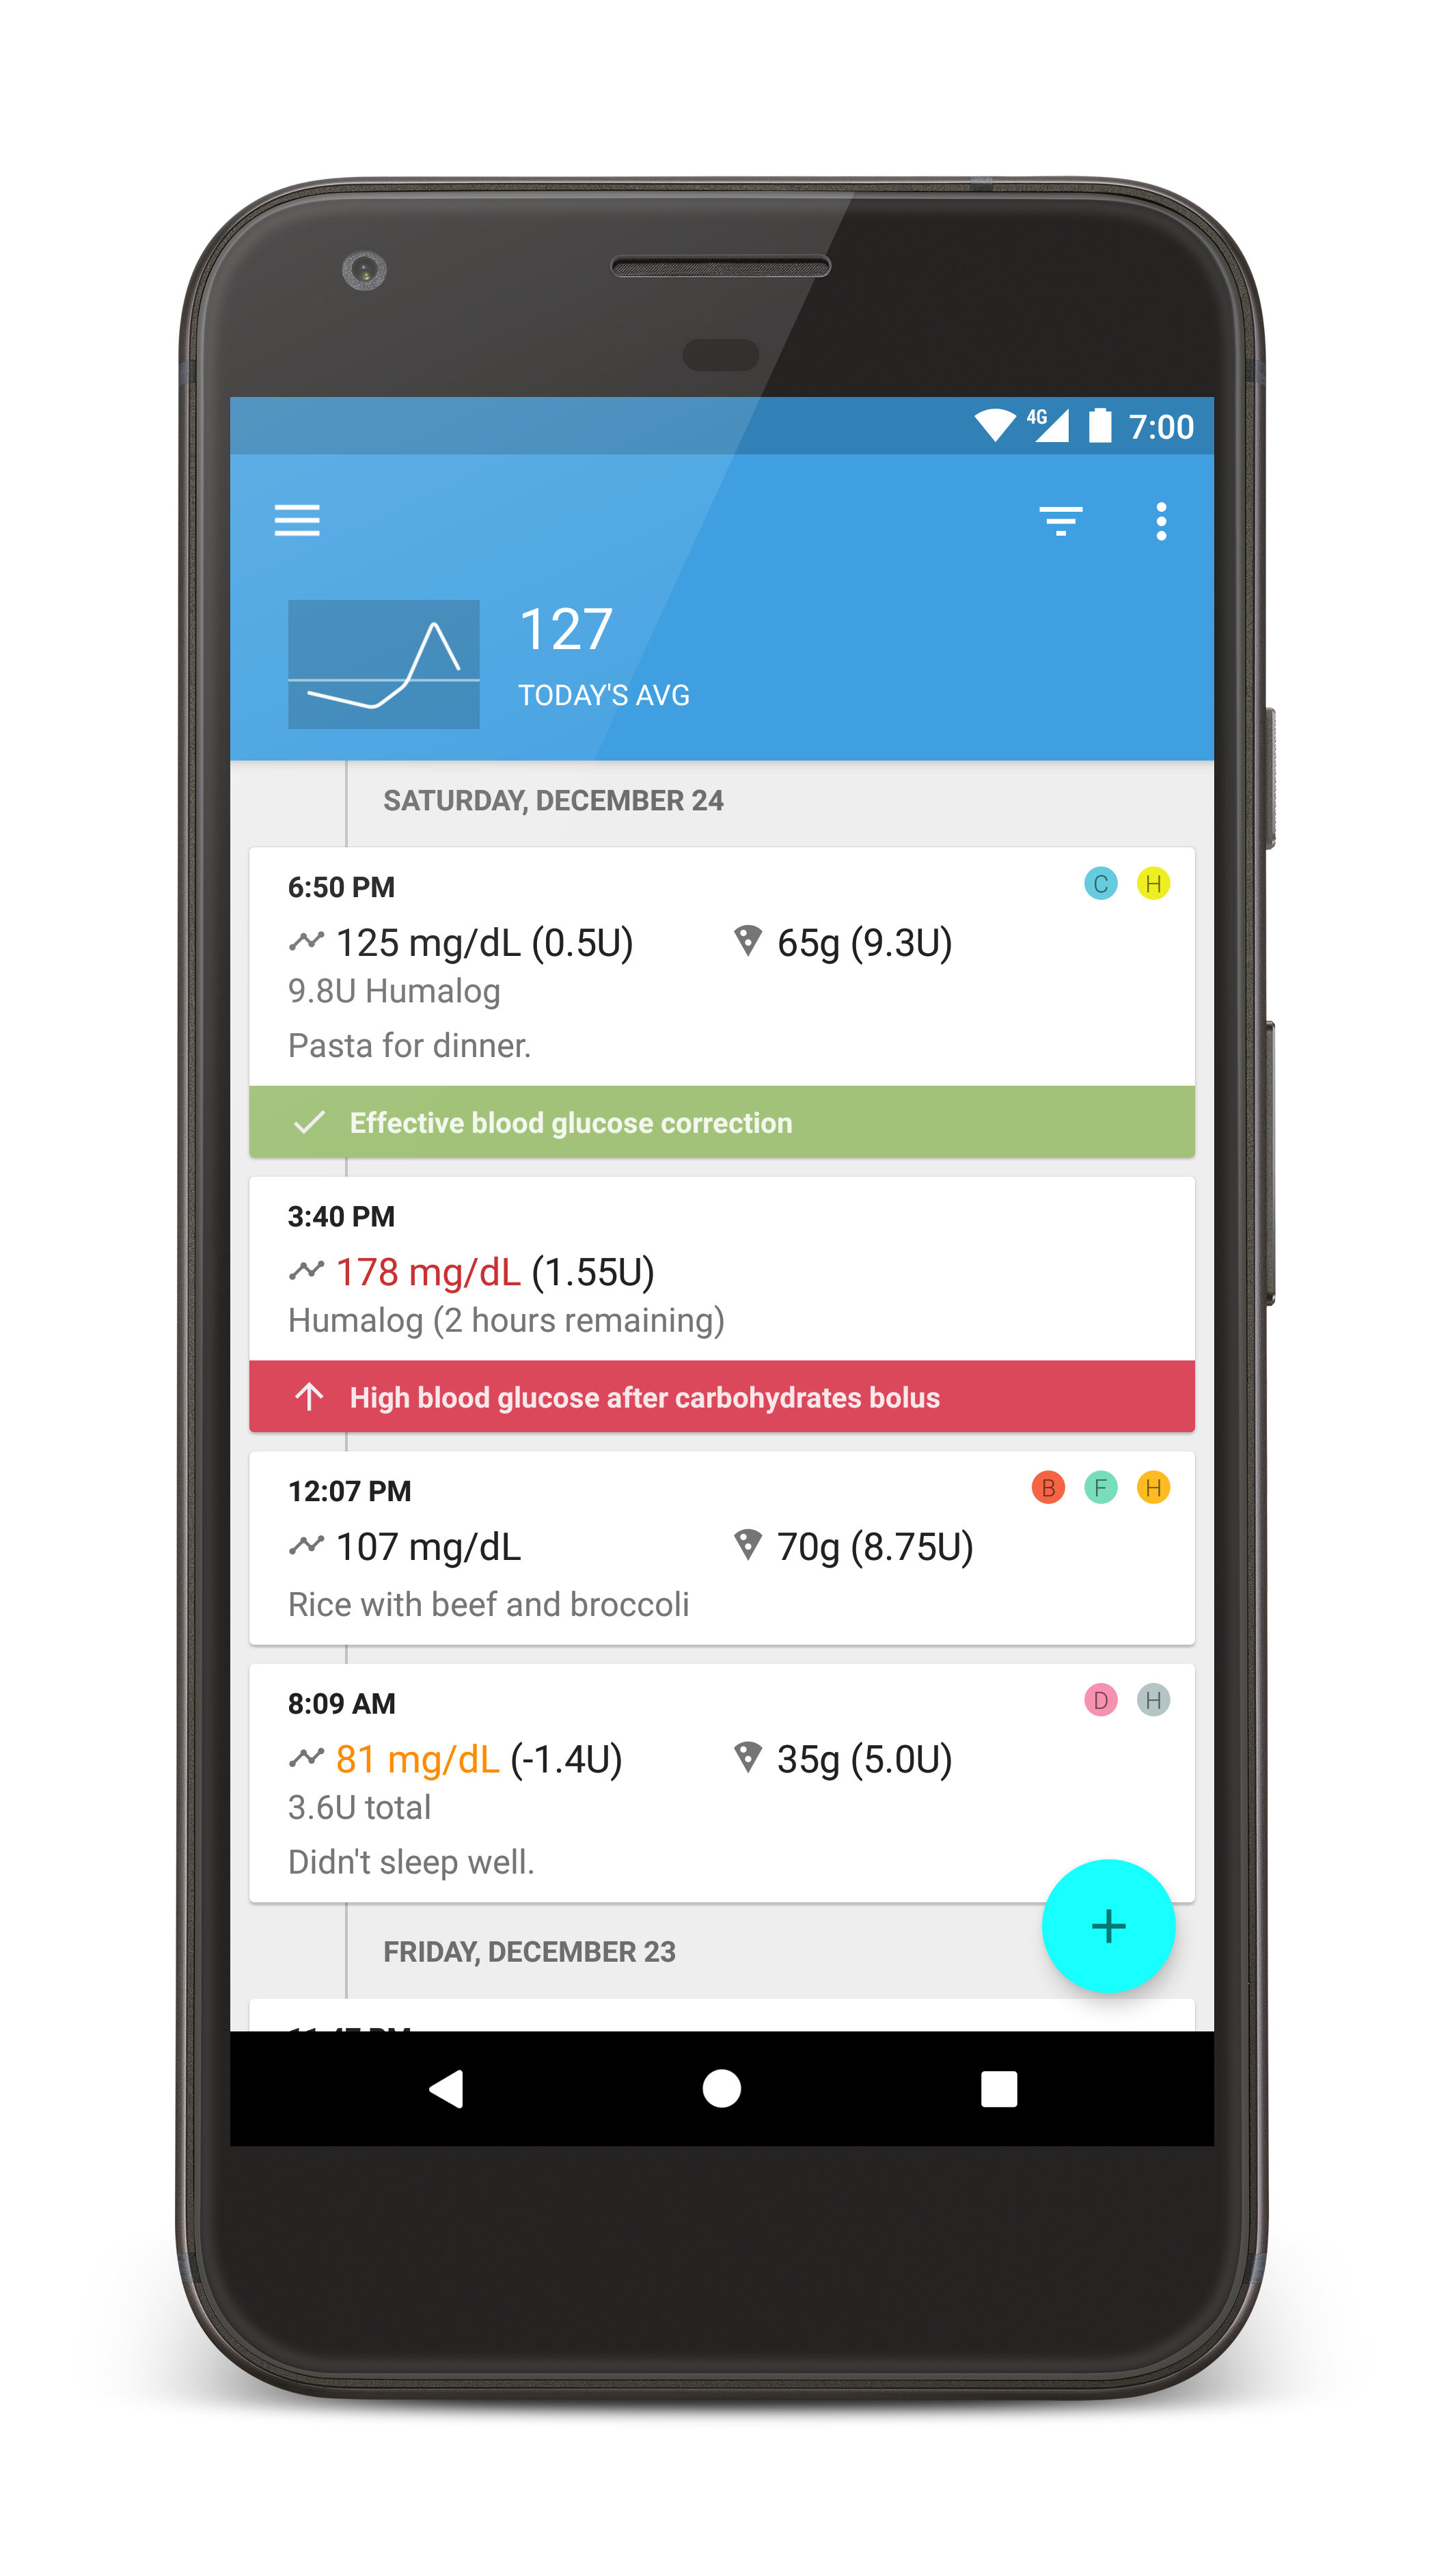 4G 7:00
127
TODAY'S AVG
SATURDAY, DECEMBER 24
6:50 PM C H
125 mg/dL (0.5U) 65g (9.3U)
9.8U Humalog
Pasta for dinner.
Effective blood glucose correction
3:40 PM
178 mg/dL (1.55U)
Humalog (2 hours remaining)
High blood glucose after carbohydrates bolus
12:07 PM B F H
107 mg/dL 70g (8.75U)
Rice with beef and broccoli
8:09 AM D H
81 mg/dL (-1.4U) 35g (5.0U)
3.6U total
Didn't sleep well.
+
FRIDAY, DECEMBER 23